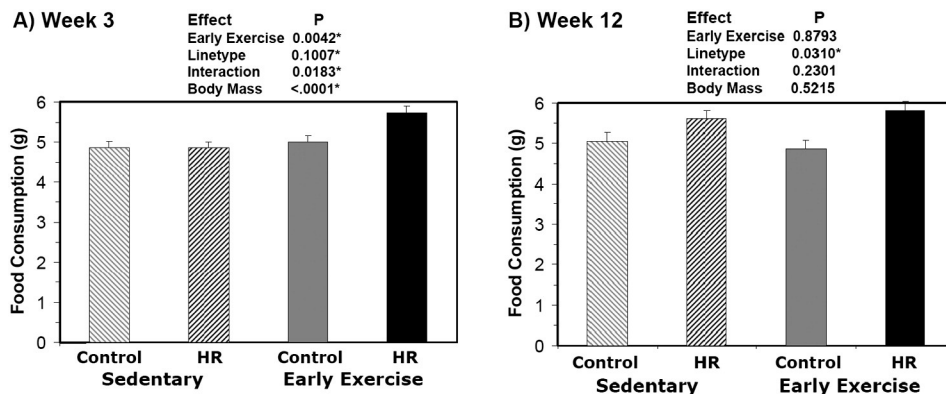 A) Week 3
Effect P
Early Exercise 0.0042*
Linetype 0.1007*
Interaction 0.0183*
Body Mass <.0001*
Food Consumption (g)
6
5
4
3
2
1
0
Control HR Control HR
Sedentary Early Exercise
B) Week 12
Effect P
Early Exercise 0.8793
Linetype 0.0310*
Interaction 0.2301
Body Mass 0.5215
Food Consumption (g)
6
5
4
3
2
1
0
Control HR Control HR
Sedentary Early Exercise